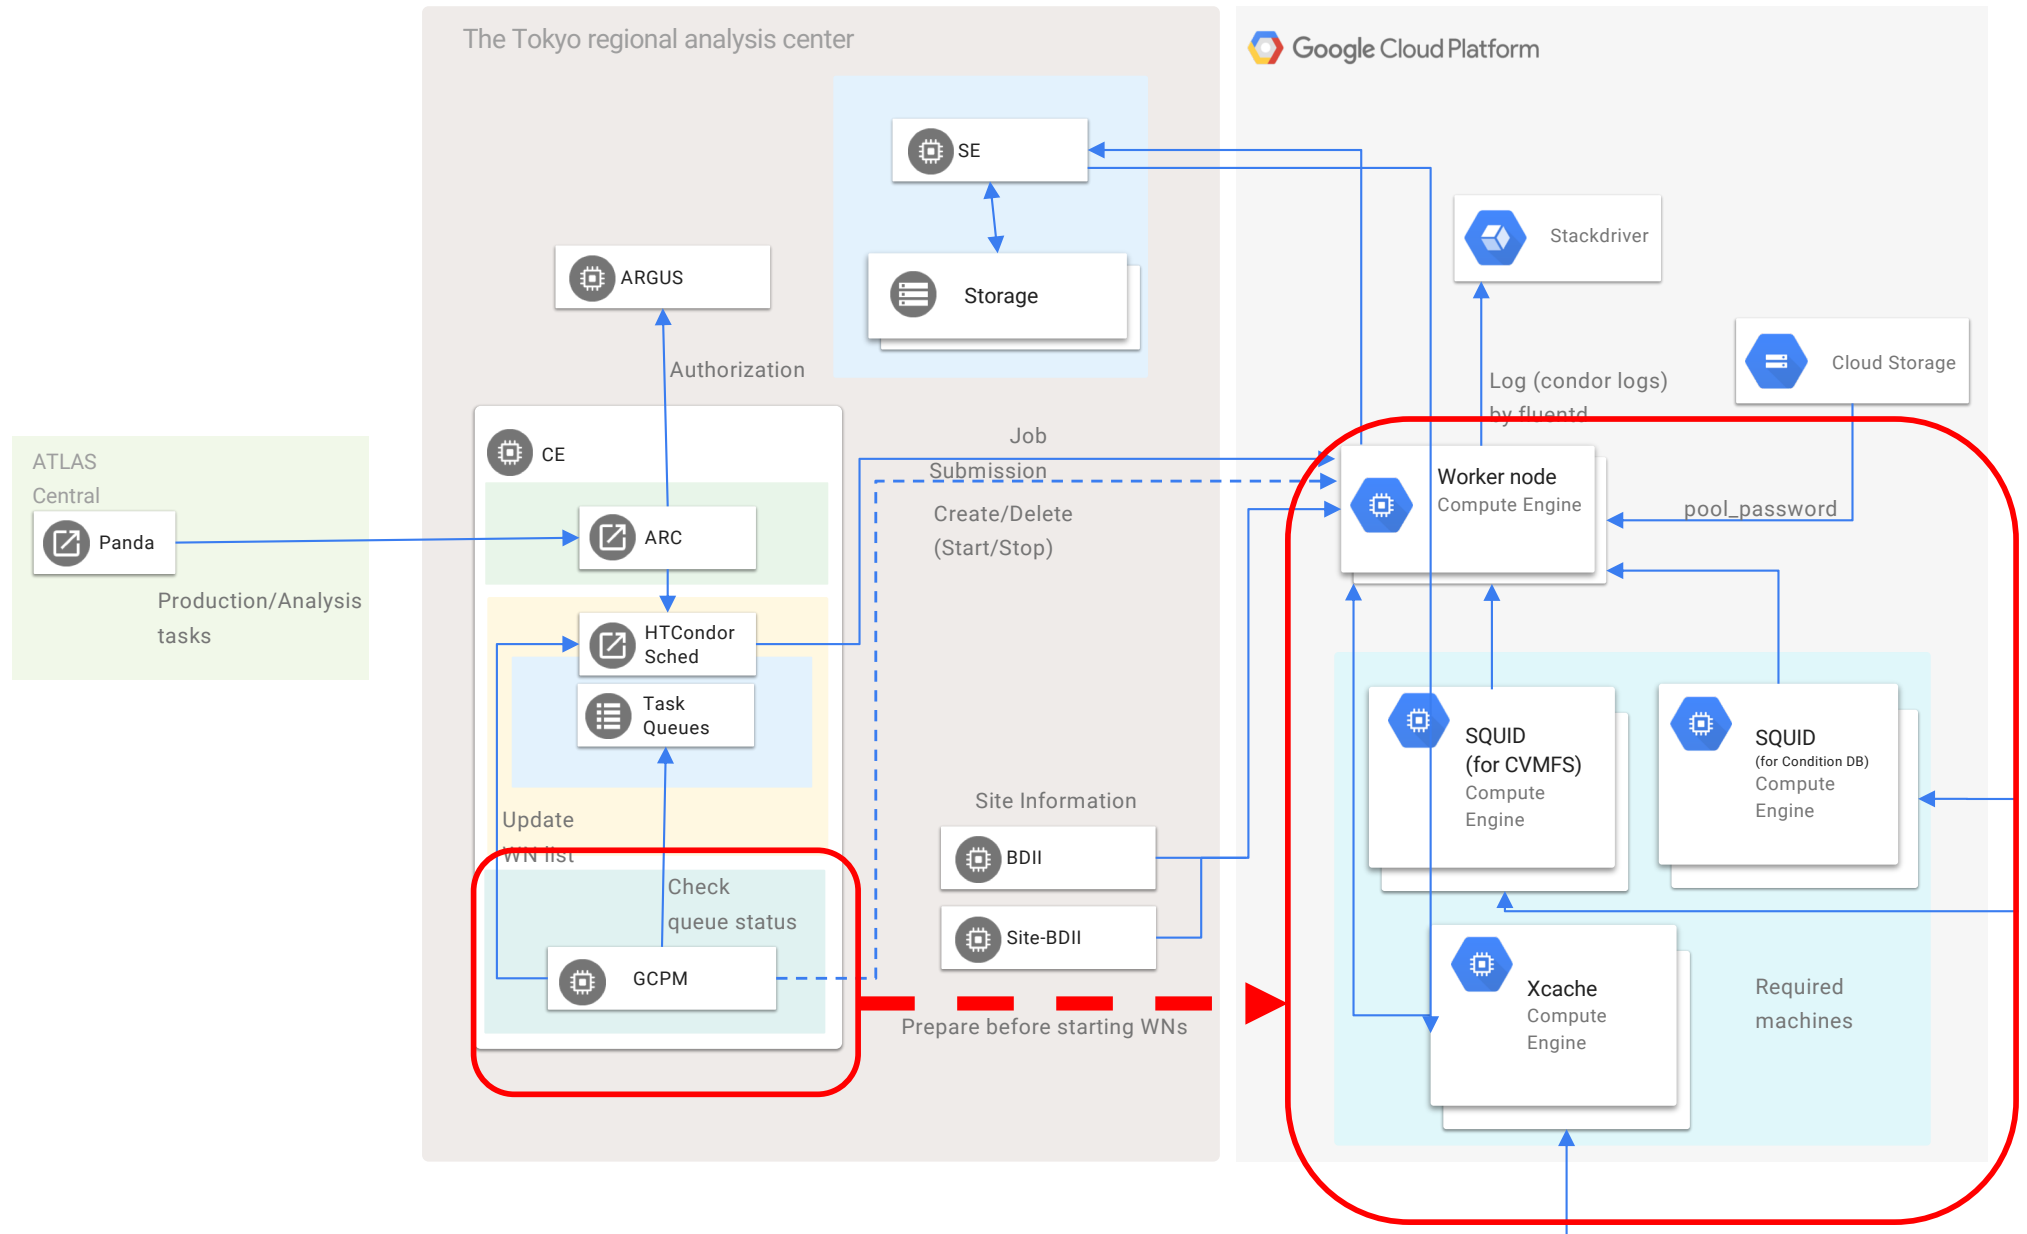 The Tokyo regional analysis center
Google Cloud Platform
SE
Stackdriver
ARGUS
Storage
Cloud Storage
Authorization
Log (condor logs)
by fluentd
ATLAS
Central
CE
Job
Submission
Worker node
Compute Engine
Create/Delete
(Start/Stop)
pool_password
Panda
ARC
Production/Analysis
tasks
HTCondor
Sched
Task
Queues
SQUID
(for CVMFS)
Compute
Engine
SQUID
(for Condition DB)
Compute
Engine
Site Information
Update
WN list
BDII
Check
queue status
Site-BDII
GCPM
Xcache
Compute
Engine
Required
machines
Prepare before starting WNs